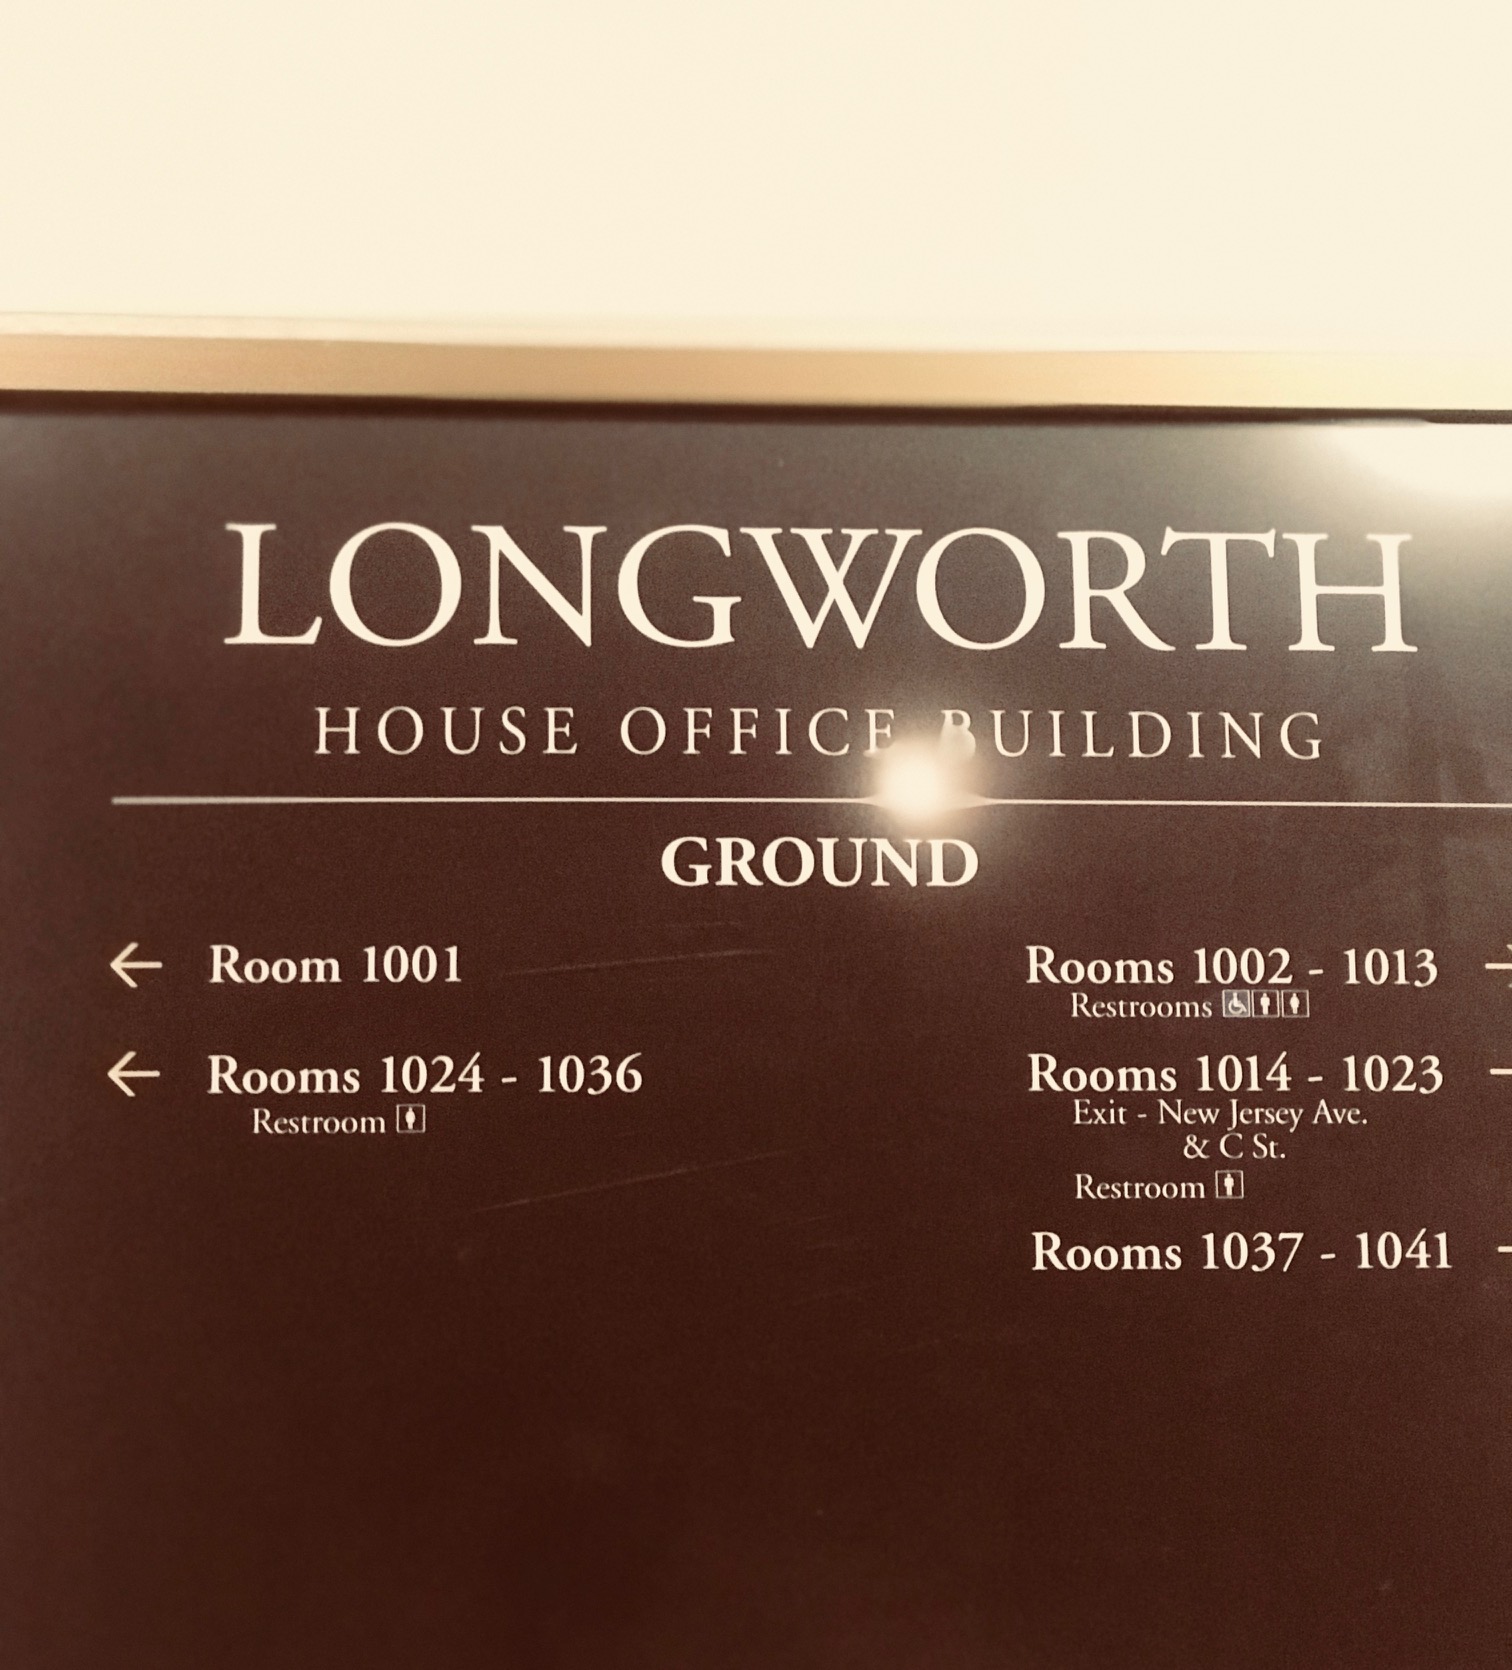 LONGWORTH
HOUSE OFFICE BUILDING
GROUND
← Room 1001
← Rooms 1024 - 1036
Restroom
Rooms 1002 - 1013 →
Restrooms
Rooms 1014 - 1023
Exit - New Jersey Ave.
& C St.
Restroom
Rooms 1037 - 1041